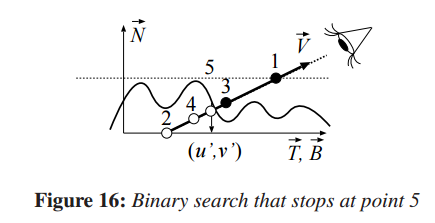 N
V
1
5
3
4
2
(u',v')
T, B
Figure 16: Binary search that stops at point 5